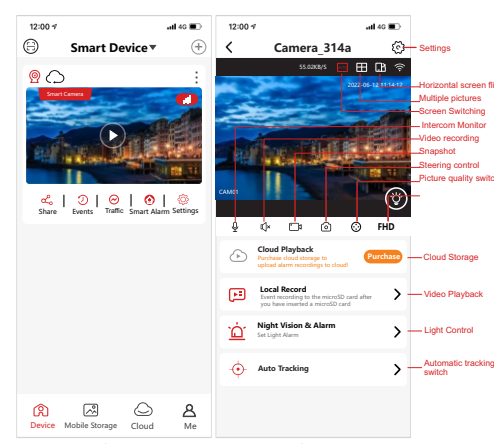 12:00
4G
Smart Device
Smart Camera
Share
Events
Traffic
Smart Alarm
Settings
Device
Mobile Storage
Cloud
Me
12:00
4G
Camera_314a
55.02KB/S
2022-06-12 11:14:12
CAM01
FHD
Cloud Playback
Purchase cloud storage to
upload alarm recordings to cloud!
Purchase
Local Record
Event recording to the microSD card after
you have inserted a microSD card
Night Vision & Alarm
Set Light Alarm
Auto Tracking
Settings
Horizontal screen fli
Multiple pictures
Screen Switching
Intercom Monitor
Video recording
Snapshot
Steering control
Picture quality switc
Cloud Storage
Video Playback
Light Control
Automatic tracking
switch